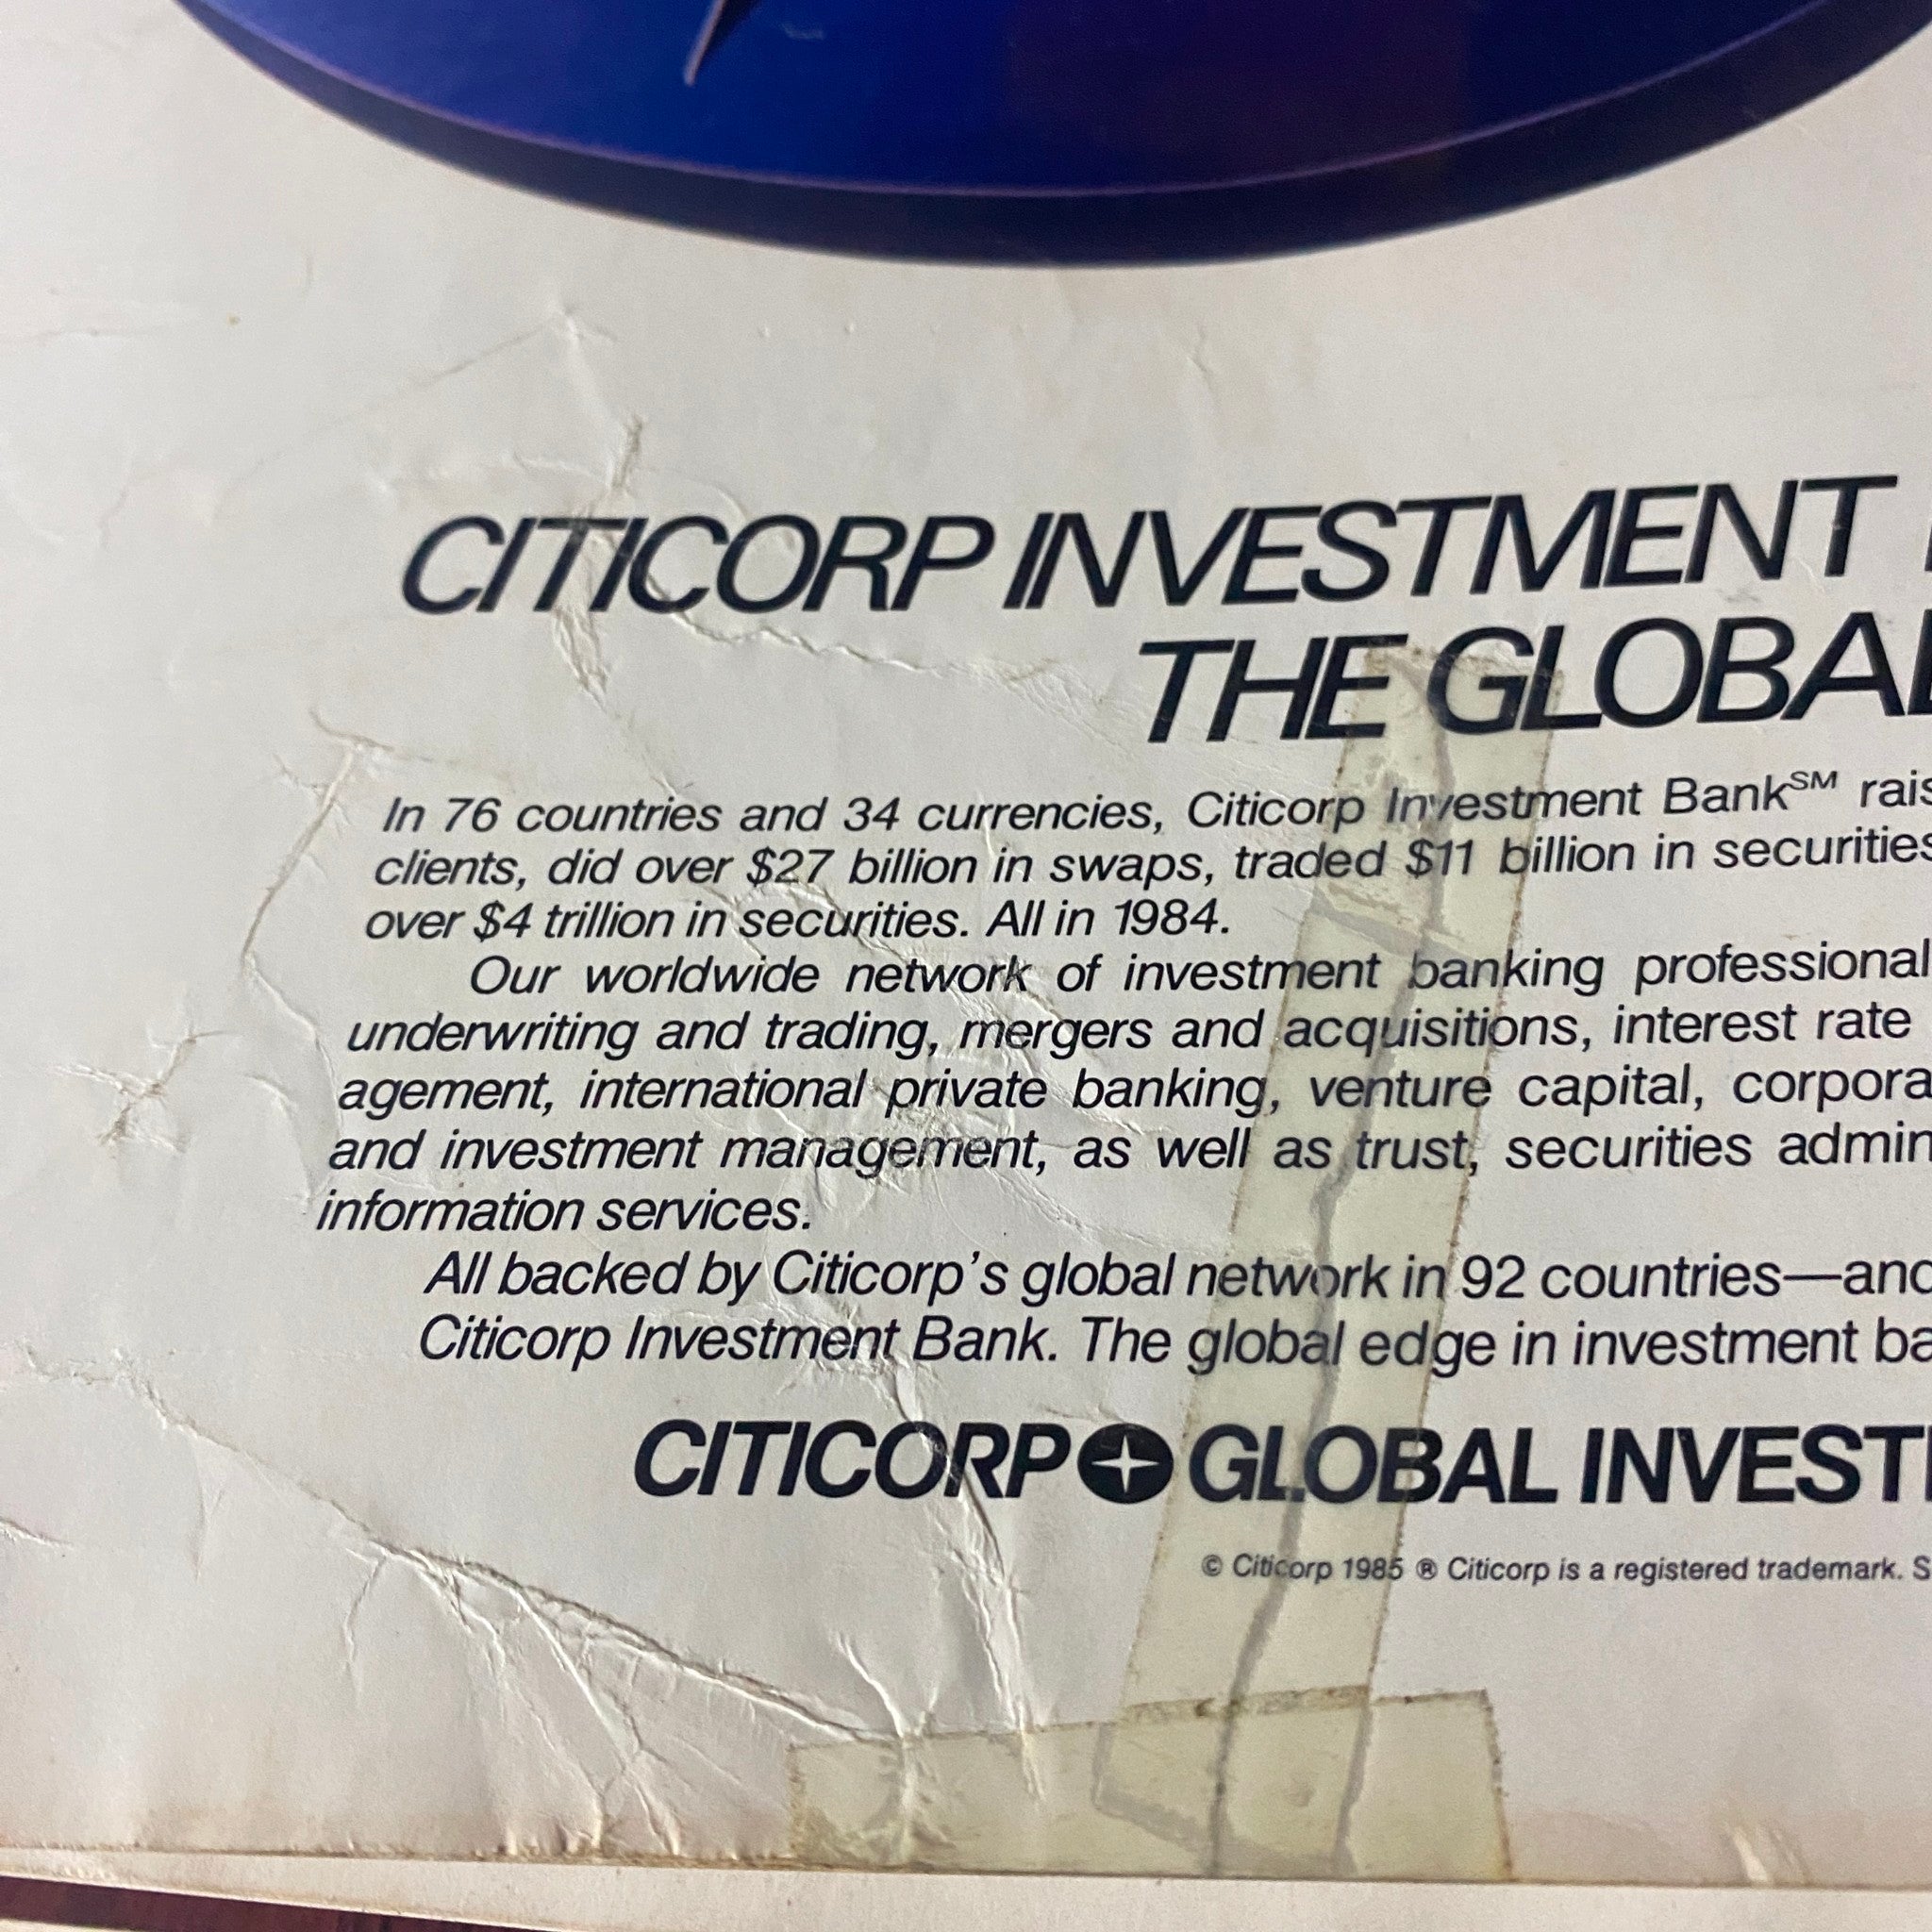 CITICORP INVESTMENT
THE GLOBAL
In 76 countries and 34 currencies, Citicorp Investment Bank℠
clients, did over $27 billion in swaps, traded $11 billion in securities
over $4 trillion in securities. All in 1984.
Our worldwide network of investment banking professional
underwriting and trading, mergers and acquisitions, interest rate
agement, international private banking, venture capital, corpora
and investment management, as well as trust, securities admin
information services.
All backed by Citicorp's global network in 92 countries—and
Citicorp Investment Bank. The global edge in investment ba
CITICORP GLOBAL INVEST
© Citicorp 1985 ® Citicorp is a registered trademark. S